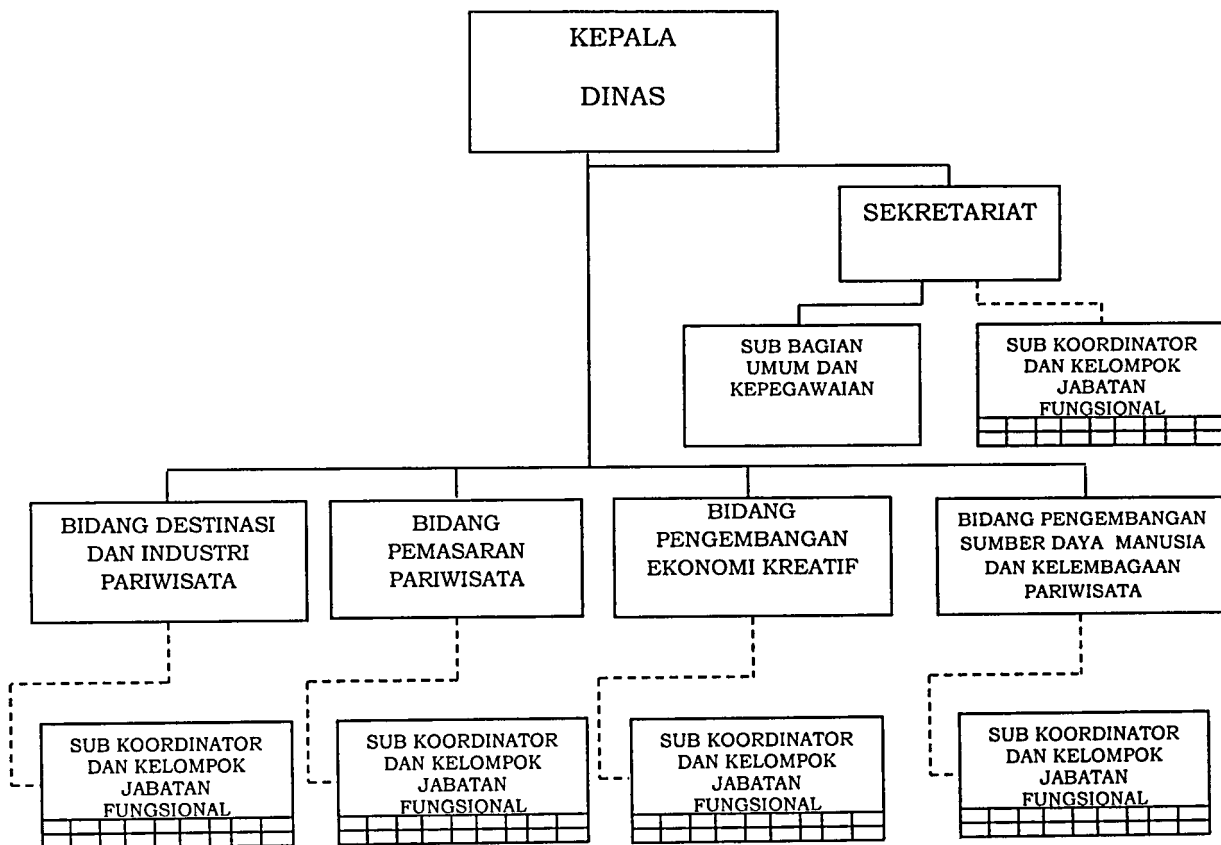 KEPALA
DINAS
SEKRETARIAT
SUB BAGIAN
UMUM DAN
KEPEGAWAIAN
SUB KOORDINATOR
DAN KELOMPOK
JABATAN
FUNGSIONAL
BIDANG DESTINASI
DAN INDUSTRI
PARIWISATA
BIDANG
PEMASARAN
PARIWISATA
BIDANG
PENGEMBANGAN
EKONOMI KREATIF
BIDANG PENGEMBANGAN
SUMBER DAYA MANUSIA
DAN KELEMBAGAAN
PARIWISATA
SUB KOORDINATOR
DAN KELOMPOK
JABATAN
FUNGSIONAL
SUB KOORDINATOR
DAN KELOMPOK
JABATAN
FUNGSIONAL
SUB KOORDINATOR
DAN KELOMPOK
JABATAN
FUNGSIONAL
SUB KOORDINATOR
DAN KELOMPOK
JABATAN
FUNGSIONAL